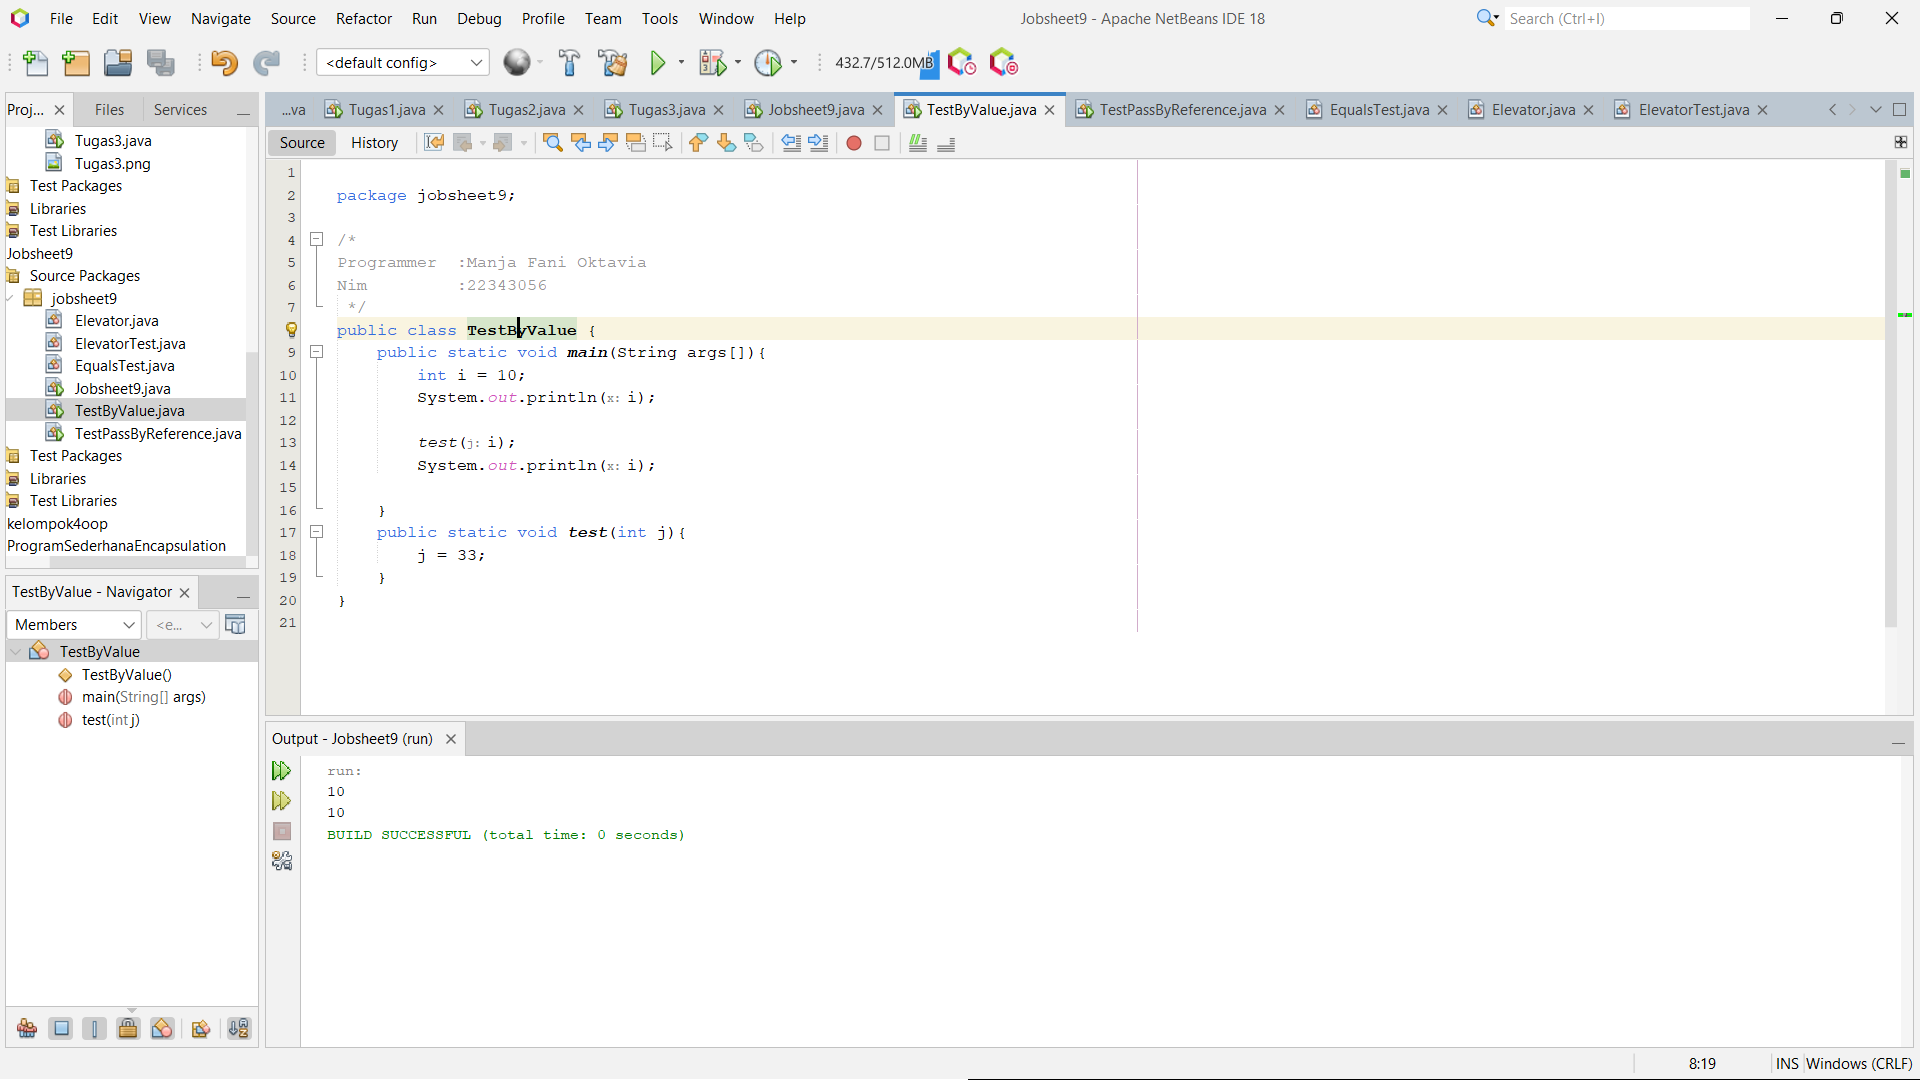 File Edit View Navigate Source Refactor Run Debug Profile Team Tools Window Help
Jobsheet9 - Apache NetBeans IDE 18
Search (Ctrl+I)
<default config>
432.7/512.0MB
Proj... Files Services
...va Tugas1.java Tugas2.java Tugas3.java Jobsheet9.java TestByValue.java TestPassByReference.java EqualsTest.java Elevator.java ElevatorTest.java
Source History
Tugas3.java
Tugas3.png
Test Packages
Libraries
Test Libraries
Jobsheet9
Source Packages
jobsheet9
Elevator.java
ElevatorTest.java
EqualsTest.java
Jobsheet9.java
TestByValue.java
TestPassByReference.java
Test Packages
Libraries
Test Libraries
kelompok4oop
ProgramSederhanaEncapsulation
1
2 package jobsheet9;
3
4 /*
5 Programmer :Manja Fani Oktavia
6 Nim :22343056
7 */
public class TestByValue {
9 public static void main(String args[]){
10 int i = 10;
11 System.out.println(x: i);
12
13 test(j: i);
14 System.out.println(x: i);
15
16 }
17 public static void test(int j){
18 j = 33;
19 }
20 }
21
TestByValue - Navigator
Members <e...
TestByValue
TestByValue()
main(String[] args)
test(int j)
Output - Jobsheet9 (run)
run:
10
10
BUILD SUCCESSFUL (total time: 0 seconds)
8:19 INS Windows (CRLF)